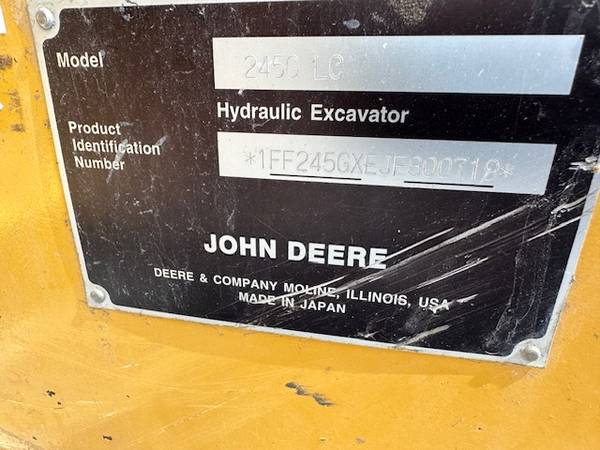 Model
245G LC
Hydraulic Excavator
Product
Identification
Number
*1FF245GXEJF800719*
JOHN DEERE
DEERE & COMPANY MOLINE, ILLINOIS, USA
MADE IN JAPAN